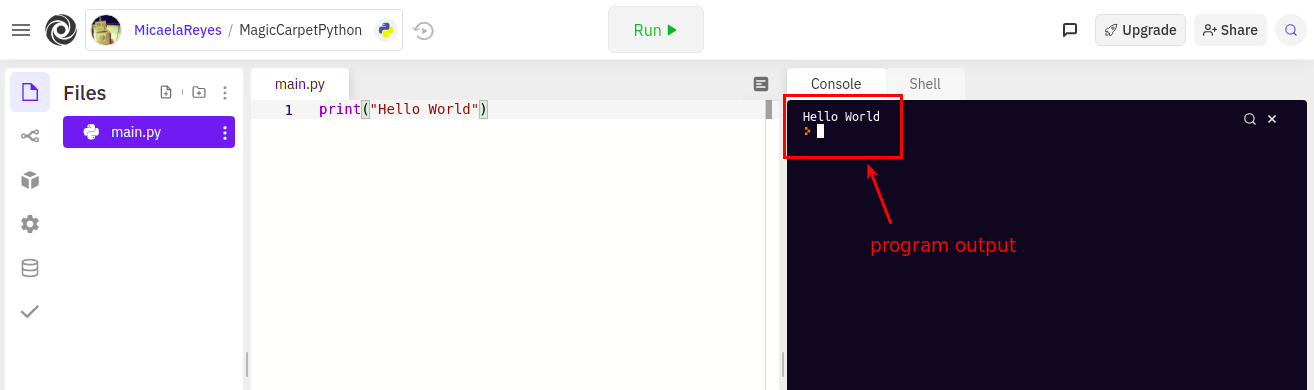 MicaelaReyes / MagicCarpetPython
Run
Upgrade
Share
Files
main.py
main.py
1 print("Hello World")
Console
Shell
Hello World
program output